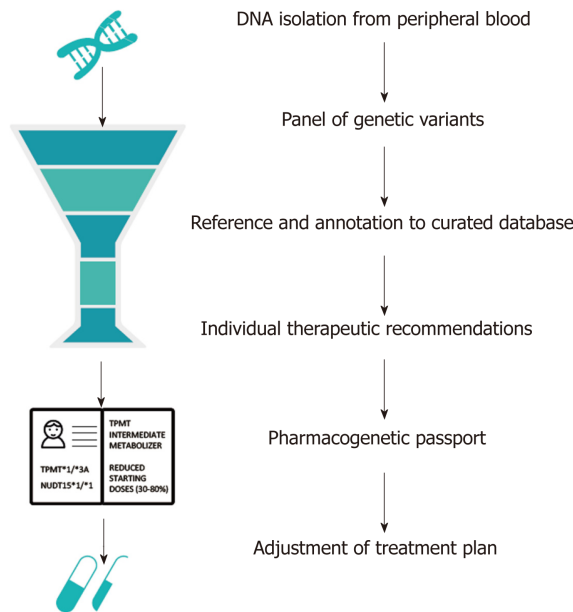 DNA isolation from peripheral blood
Panel of genetic variants
Reference and annotation to curated database
Individual therapeutic recommendations
Pharmacogenetic passport
TPMT*1/*3A
NUDT15*1/*1
TPMT
INTERMEDIATE
METABOLIZER
REDUCED
STARTING
DOSES (30-80%)
Adjustment of treatment plan